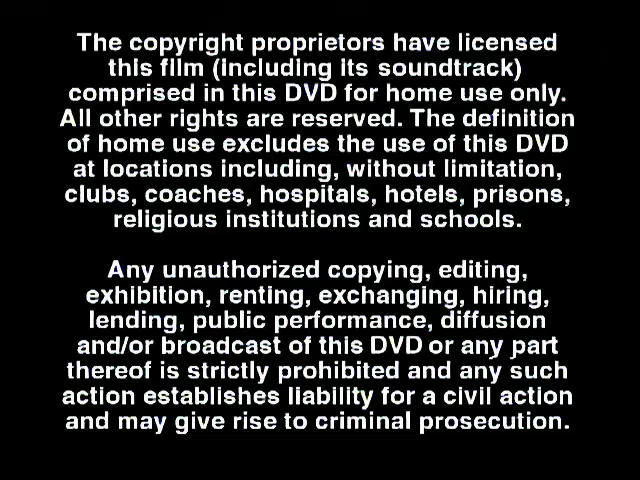 The copyright proprietors have licensed
this film (including its soundtrack)
comprised in this DVD for home use only.
All other rights are reserved. The definition
of home use excludes the use of this DVD
at locations including, without limitation,
clubs, coaches, hospitals, hotels, prisons,
religious institutions and schools.
Any unauthorized copying, editing,
exhibition, renting, exchanging, hiring,
lending, public performance, diffusion
and/or broadcast of this DVD or any part
thereof is strictly prohibited and any such
action establishes liability for a civil action
and may give rise to criminal prosecution.